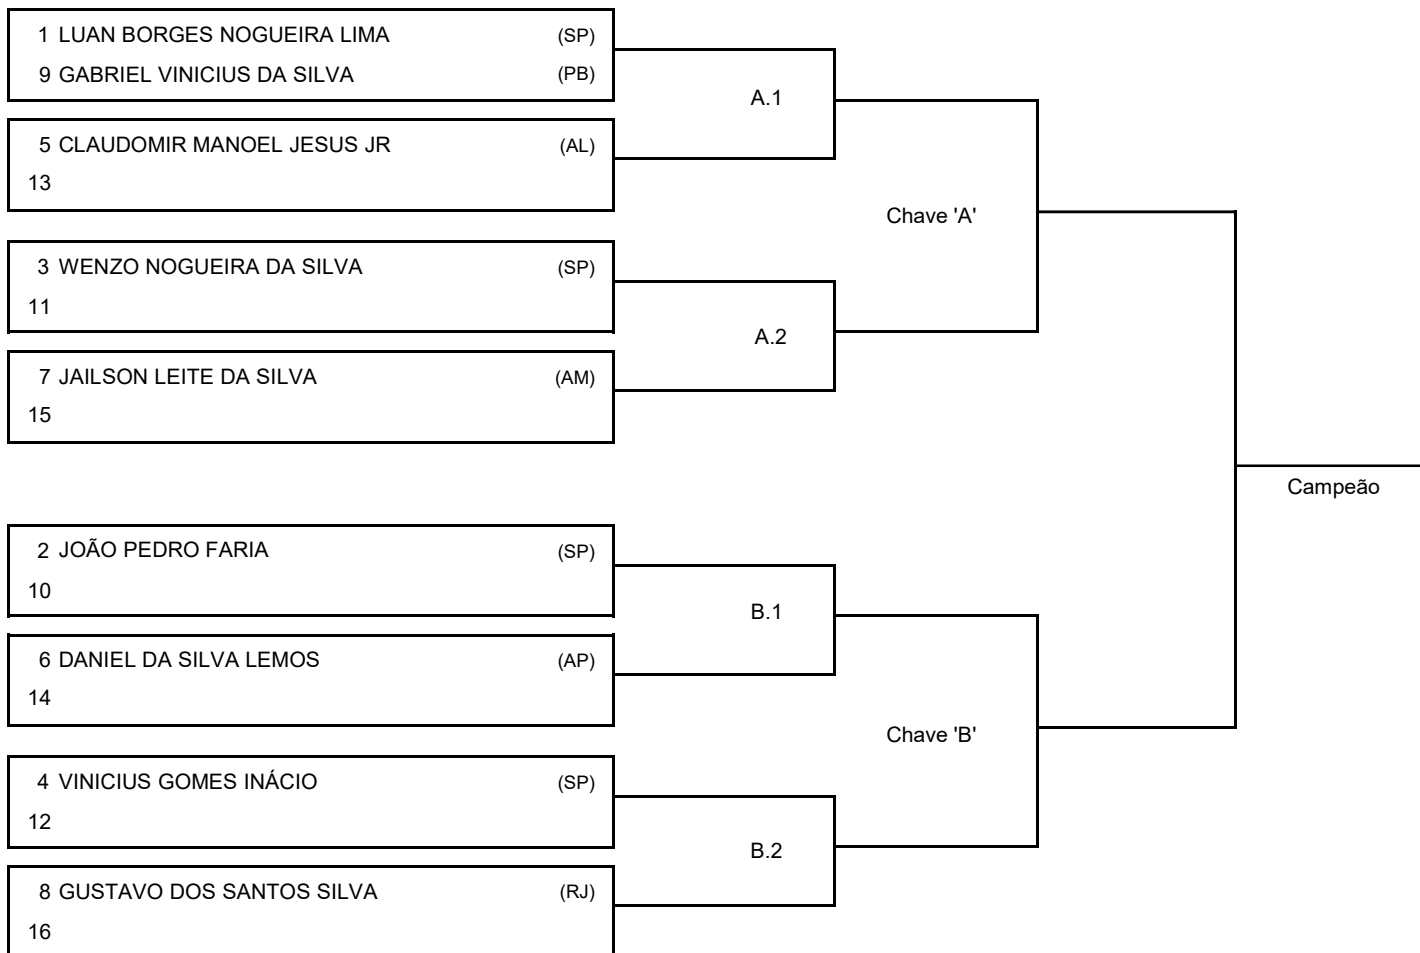 1 LUAN BORGES NOGUEIRA LIMA (SP)
9 GABRIEL VINICIUS DA SILVA (PB)
A.1
5 CLAUDOMIR MANOEL JESUS JR (AL)
13
Chave 'A'
3 WENZO NOGUEIRA DA SILVA (SP)
11
A.2
7 JAILSON LEITE DA SILVA (AM)
15
Campeão
2 JOÃO PEDRO FARIA (SP)
10
B.1
6 DANIEL DA SILVA LEMOS (AP)
14
Chave 'B'
4 VINICIUS GOMES INÁCIO (SP)
12
B.2
8 GUSTAVO DOS SANTOS SILVA (RJ)
16